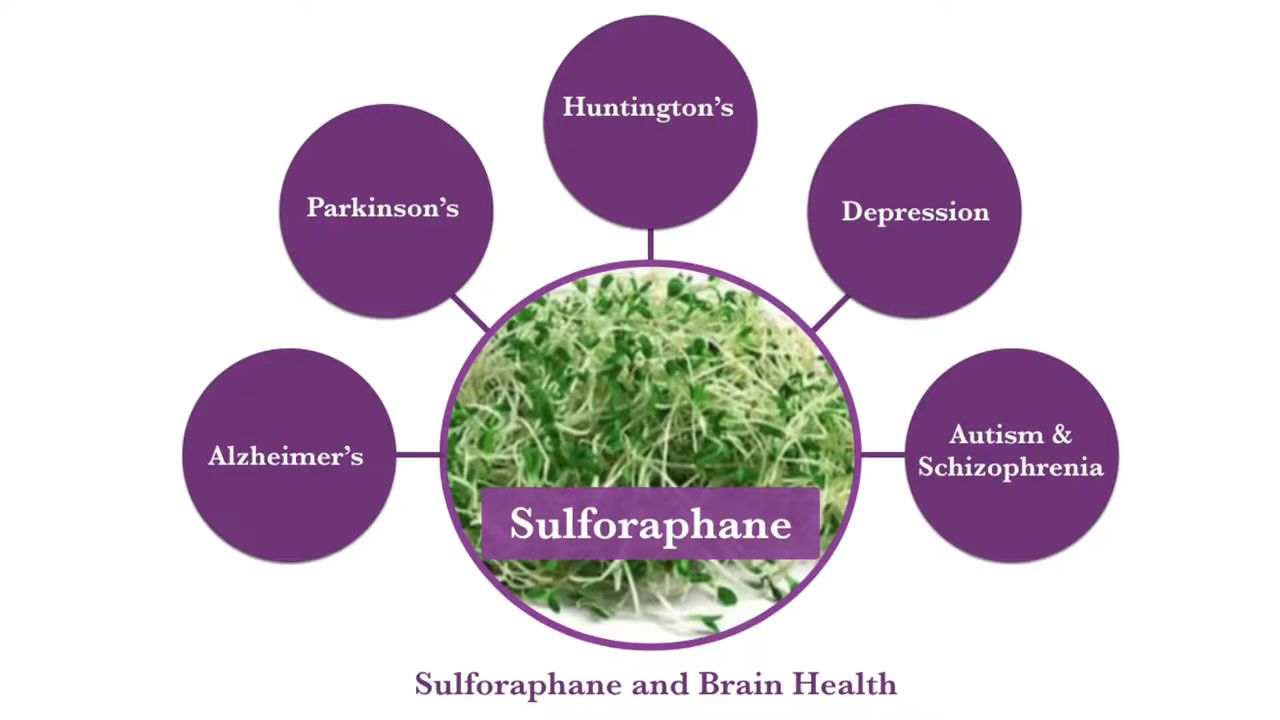 Huntington’s
Parkinson’s
Depression
Alzheimer’s
Autism &
Schizophrenia
Sulforaphane
Sulforaphane and Brain Health